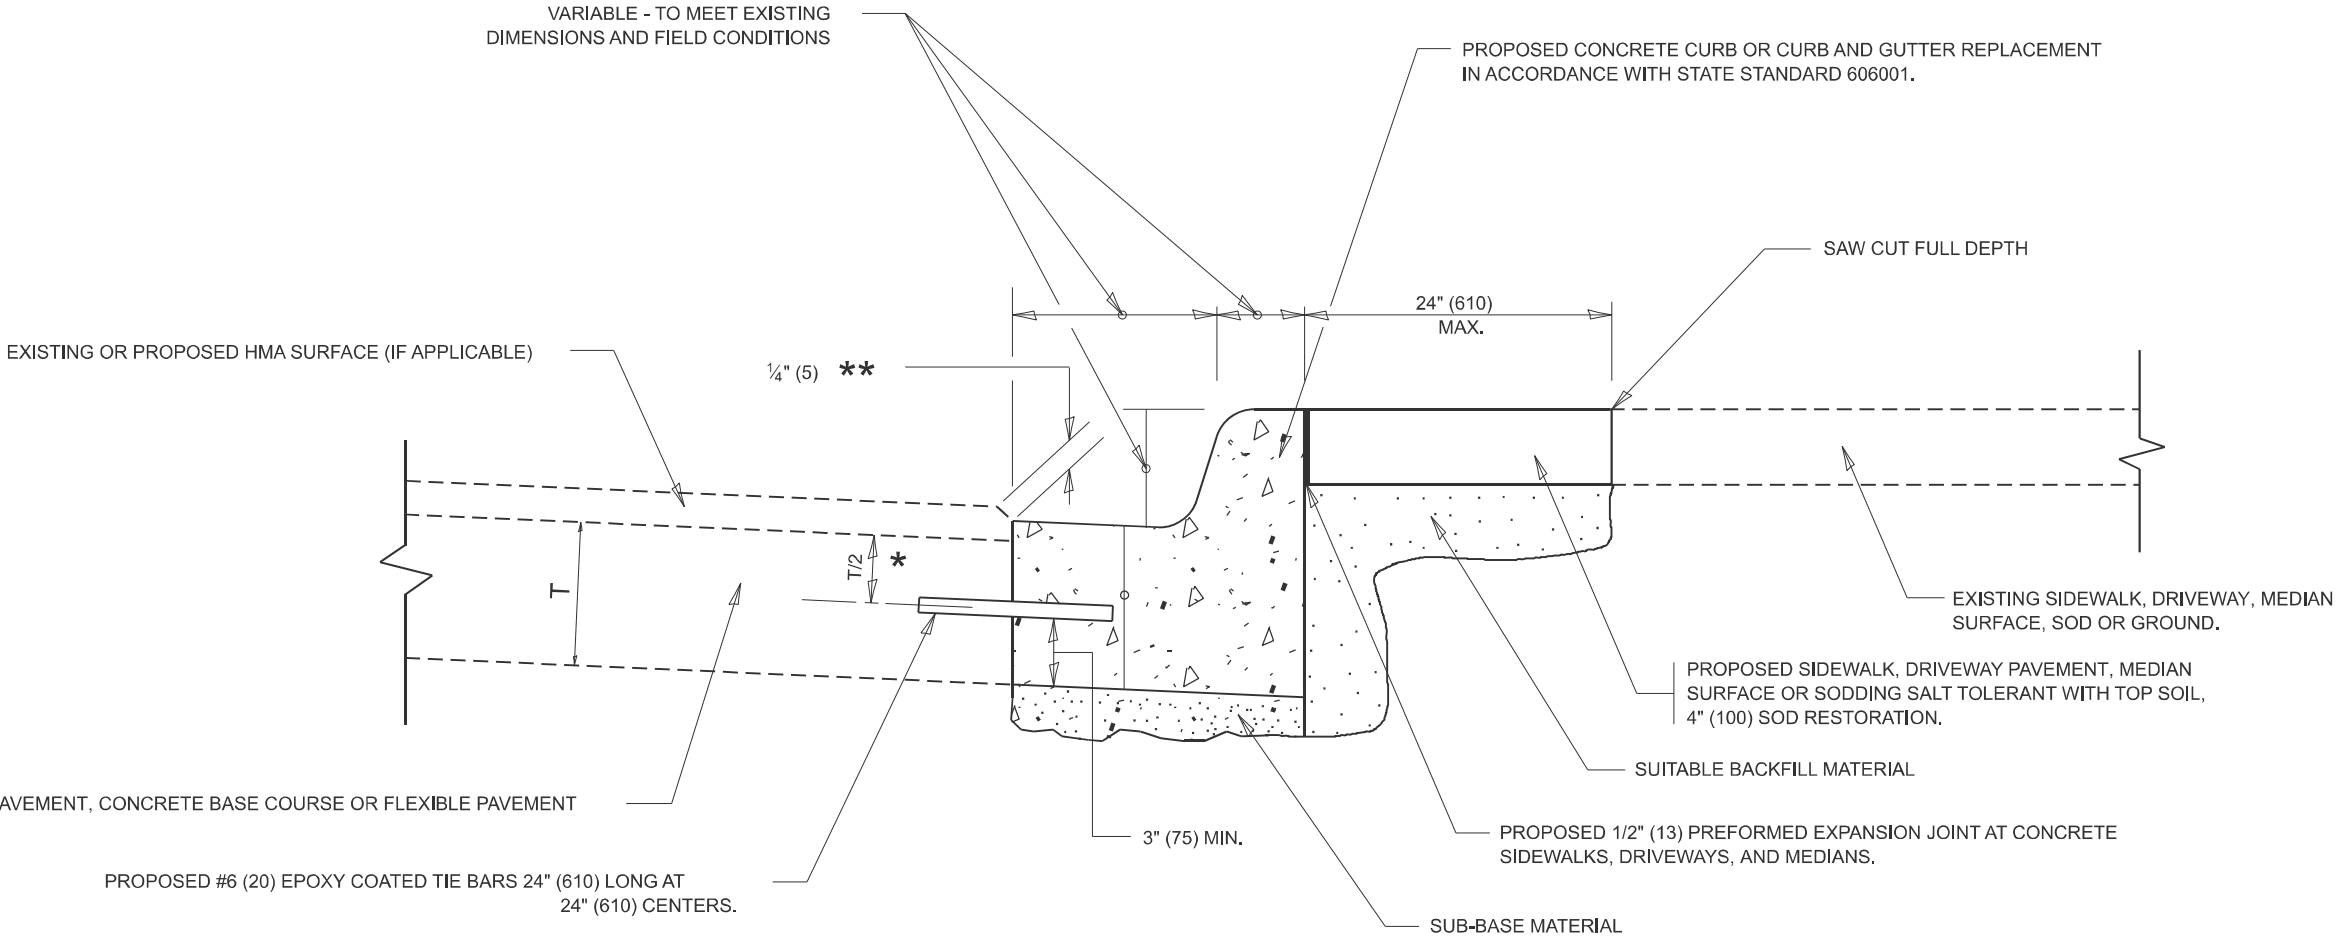 VARIABLE - TO MEET EXISTING
DIMENSIONS AND FIELD CONDITIONS
PROPOSED CONCRETE CURB OR CURB AND GUTTER REPLACEMENT
IN ACCORDANCE WITH STATE STANDARD 606001.
SAW CUT FULL DEPTH
24" (610)
MAX.
EXISTING OR PROPOSED HMA SURFACE (IF APPLICABLE)
¼" (5) **
T
T/2 *
EXISTING SIDEWALK, DRIVEWAY, MEDIAN
SURFACE, SOD OR GROUND.
PROPOSED SIDEWALK, DRIVEWAY PAVEMENT, MEDIAN
SURFACE OR SODDING SALT TOLERANT WITH TOP SOIL,
4" (100) SOD RESTORATION.
SUITABLE BACKFILL MATERIAL
AVEMENT, CONCRETE BASE COURSE OR FLEXIBLE PAVEMENT
3" (75) MIN.
PROPOSED 1/2" (13) PREFORMED EXPANSION JOINT AT CONCRETE
SIDEWALKS, DRIVEWAYS, AND MEDIANS.
PROPOSED #6 (20) EPOXY COATED TIE BARS 24" (610) LONG AT
24" (610) CENTERS.
SUB-BASE MATERIAL